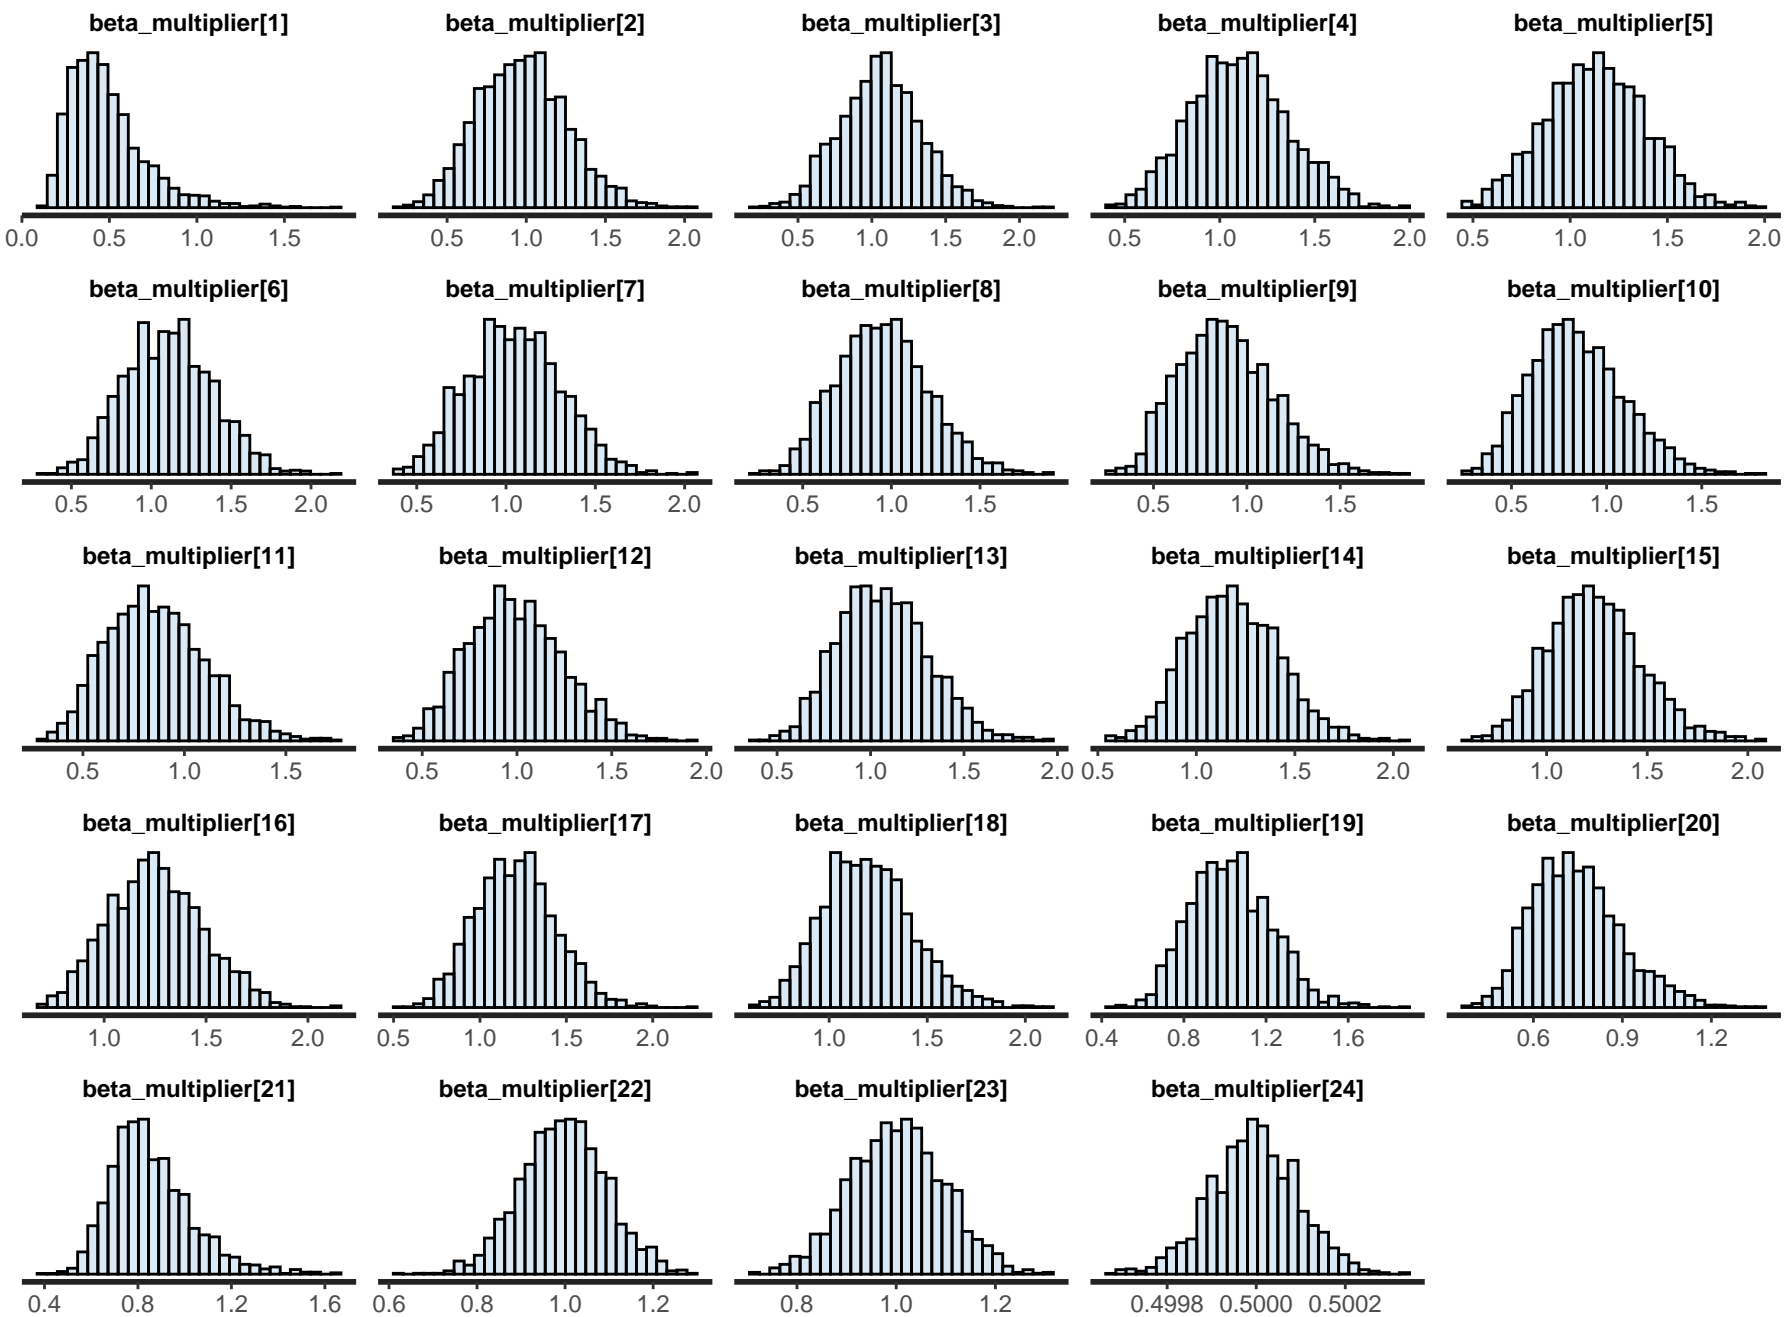 beta_multiplier[1] beta_multiplier[2] beta_multiplier[3] beta_multiplier[4] beta_multiplier[5]
0.0 0.5 1.0 1.5 0.5 1.0 1.5 2.0 0.5 1.0 1.5 2.0 0.5 1.0 1.5 2.0 0.5 1.0 1.5 2.0
beta_multiplier[6] beta_multiplier[7] beta_multiplier[8] beta_multiplier[9] beta_multiplier[10]
0.5 1.0 1.5 2.0 0.5 1.0 1.5 2.0 0.5 1.0 1.5 0.5 1.0 1.5 0.5 1.0 1.5
beta_multiplier[11] beta_multiplier[12] beta_multiplier[13] beta_multiplier[14] beta_multiplier[15]
0.5 1.0 1.5 0.5 1.0 1.5 2.0 0.5 1.0 1.5 2.0 0.5 1.0 1.5 2.0 1.0 1.5 2.0
beta_multiplier[16] beta_multiplier[17] beta_multiplier[18] beta_multiplier[19] beta_multiplier[20]
1.0 1.5 2.0 0.5 1.0 1.5 2.0 1.0 1.5 2.0 0.4 0.8 1.2 1.6 0.6 0.9 1.2
beta_multiplier[21] beta_multiplier[22] beta_multiplier[23] beta_multiplier[24]
0.4 0.8 1.2 1.6 0.6 0.8 1.0 1.2 0.8 1.0 1.2 0.4998 0.5000 0.5002